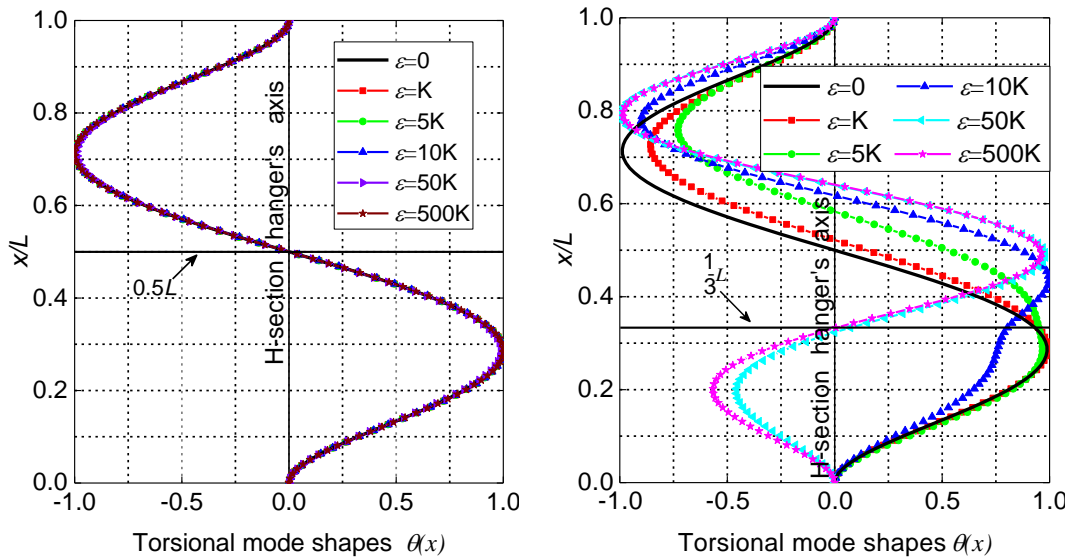 1.0
0.8
0.6
0.4
0.2
0.0
x/L
-1.0
-0.5
0.0
0.5
1.0
Torsional mode shapes θ(x)
H-section hanger's axis
0.5L
ε=0
ε=K
ε=5K
ε=10K
ε=50K
ε=500K
1.0
0.8
0.6
0.4
0.2
0.0
x/L
-1.0
-0.5
0.0
0.5
1.0
Torsional mode shapes θ(x)
H-section hanger's axis
1/3 L
ε=0
ε=K
ε=5K
ε=10K
ε=50K
ε=500K